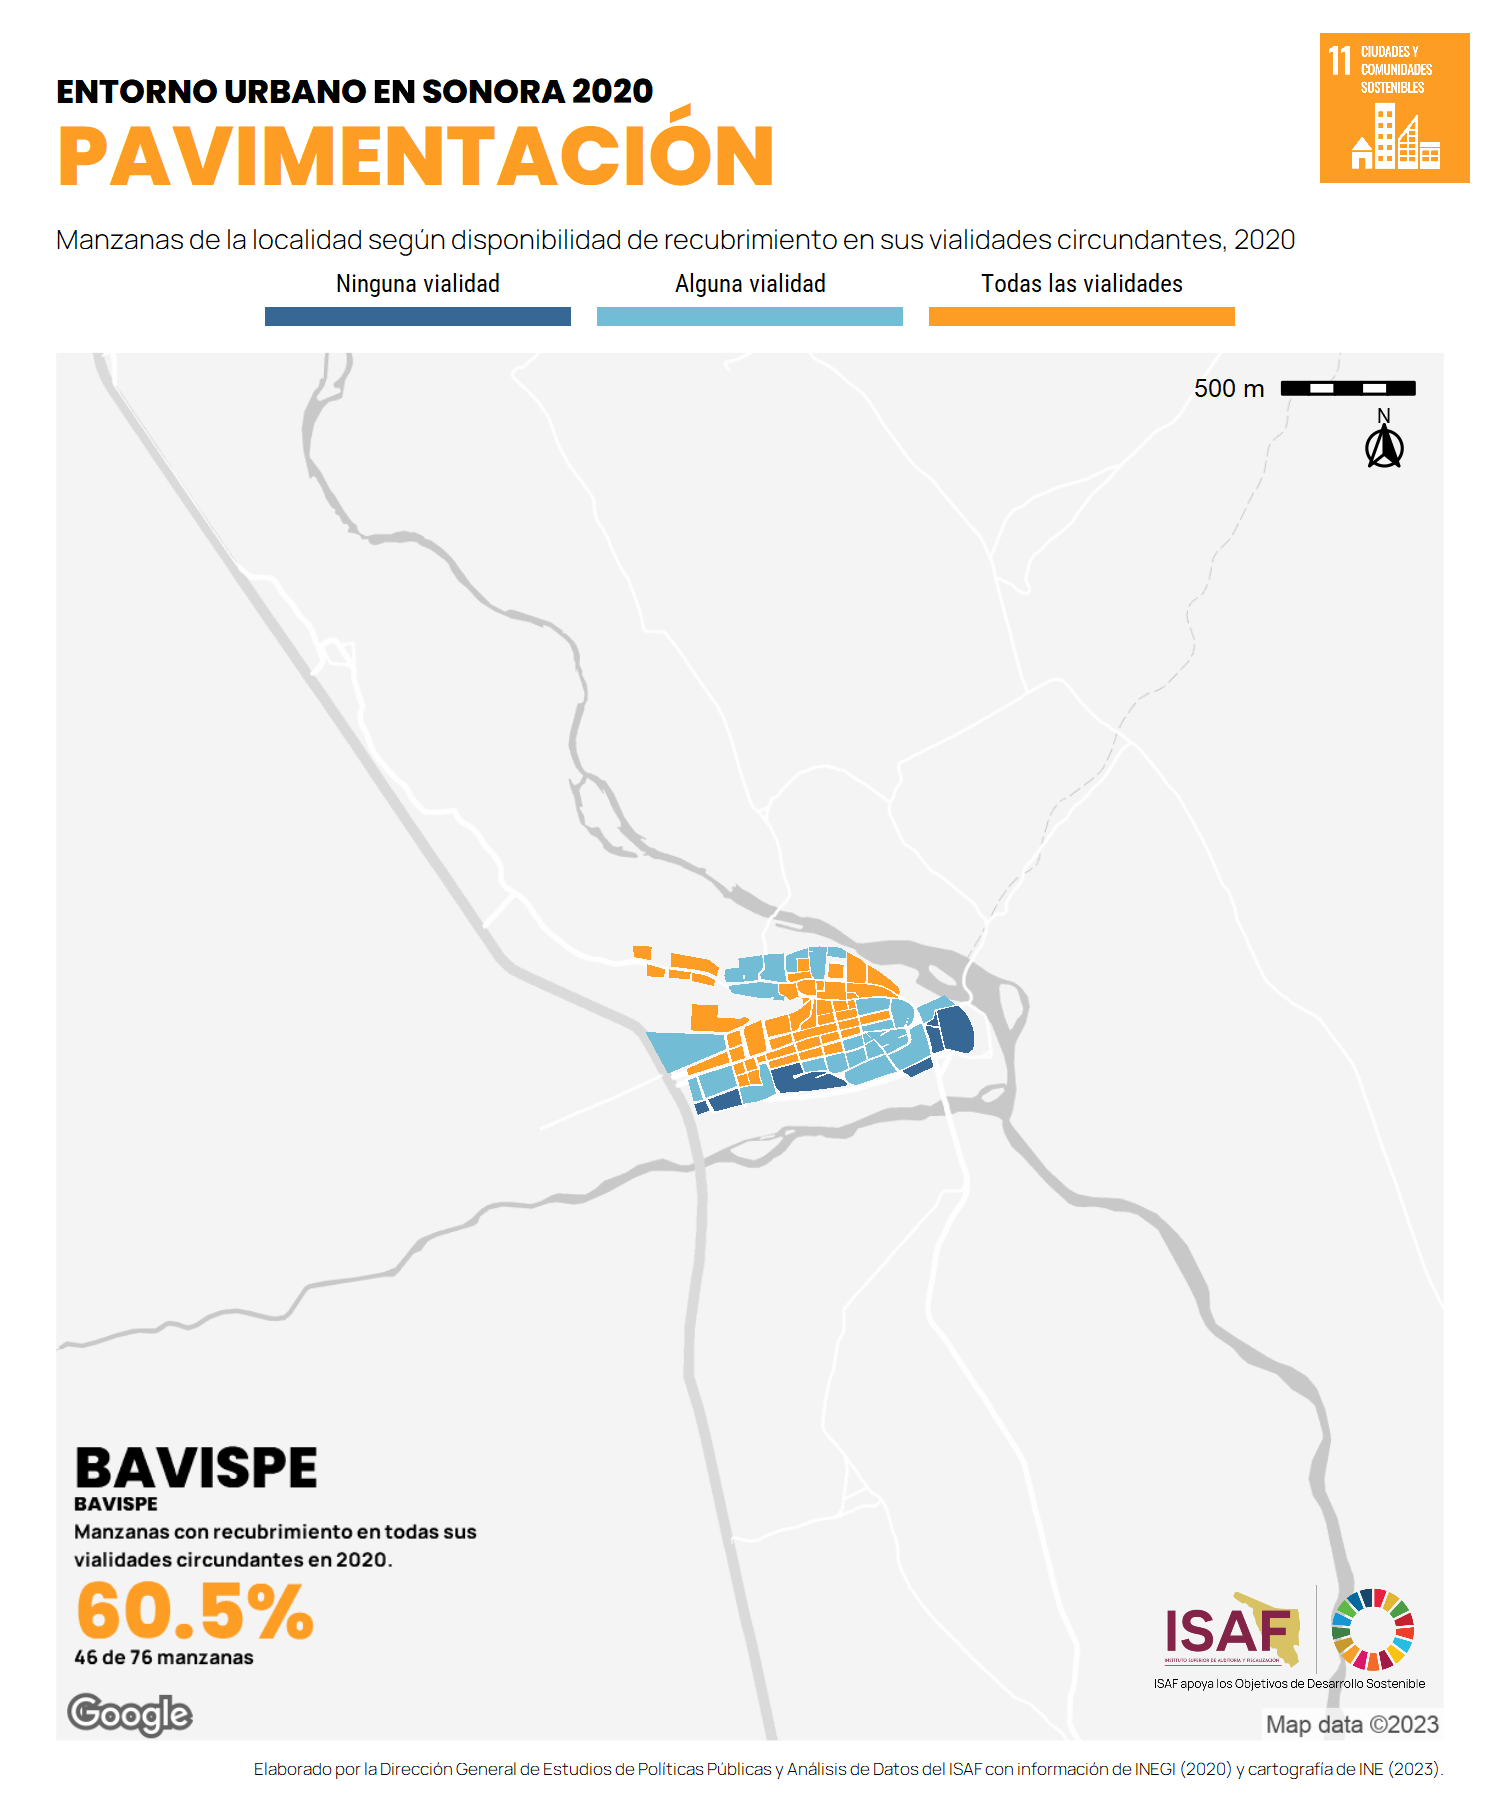 ENTORNO URBANO EN SONORA 2020
PAVIMENTACIÓN
11 CIUDADES Y
COMUNIDADES
SOSTENIBLES
Manzanas de la localidad según disponibilidad de recubrimiento en sus vialidades circundantes, 2020
Ninguna vialidad
Alguna vialidad
Todas las vialidades
500 m
N
BAVISPE
BAVISPE
Manzanas con recubrimiento en todas sus
vialidades circundantes en 2020.
60.5%
46 de 76 manzanas
Google
ISAF
INSTITUTO SUPERIOR DE AUDITORÍA Y FISCALIZACIÓN
ISAF apoya los Objetivos de Desarrollo Sostenible
Map data ©2023
Elaborado por la Dirección General de Estudios de Políticas Públicas y Análisis de Datos del ISAF con información de INEGI (2020) y cartografía de INE (2023).